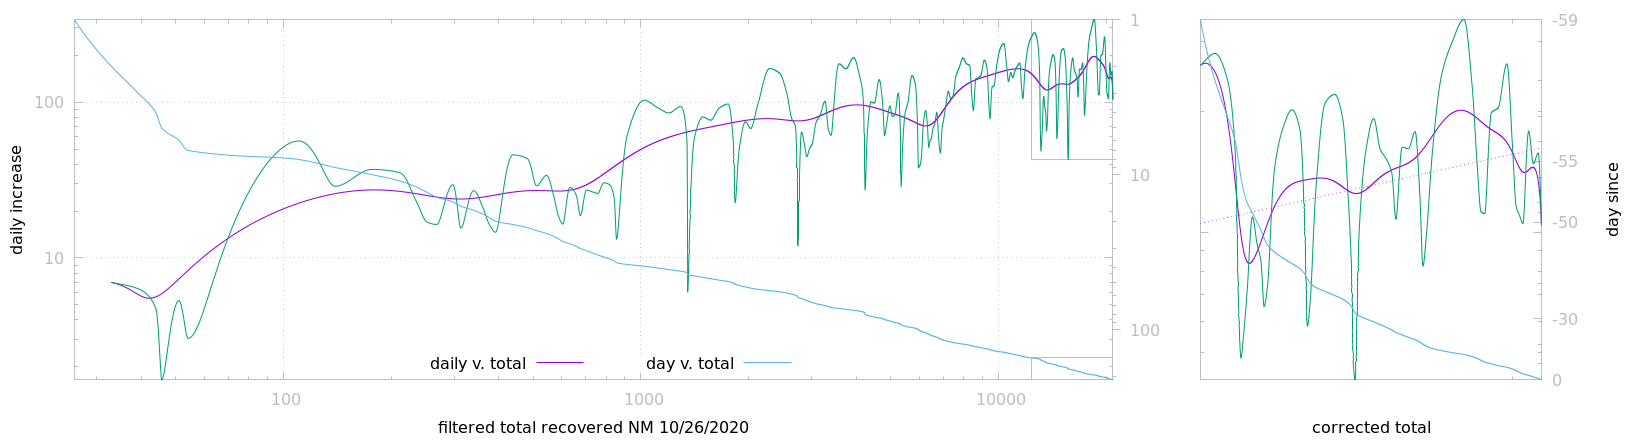 1
-59
100
daily increase
-55
10
-50
day since
10
-30
100
daily v. total
day v. total
0
100
1000
10000
filtered total recovered NM 10/26/2020
corrected total